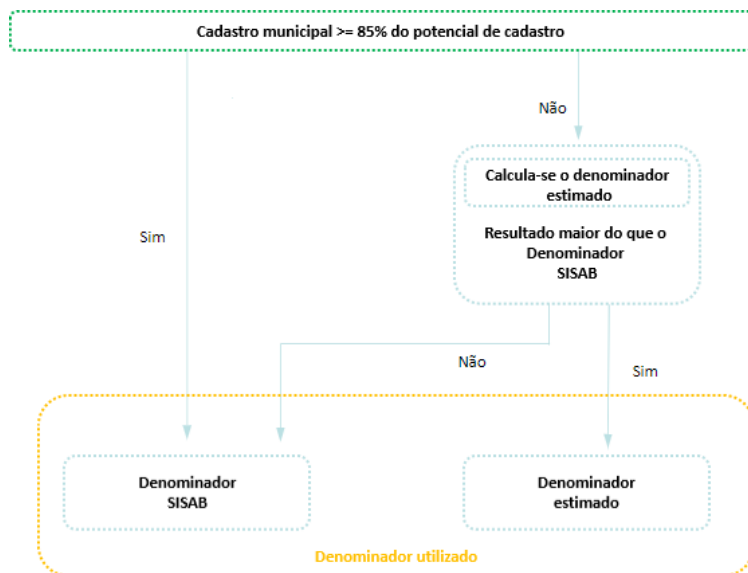 Cadastro municipal >= 85% do potencial de cadastro
Não
Calcula-se o denominador
estimado
Resultado maior do que o
Denominador
SISAB
Sim
Não
Sim
Denominador
SISAB
Denominador
estimado
Denominador utilizado